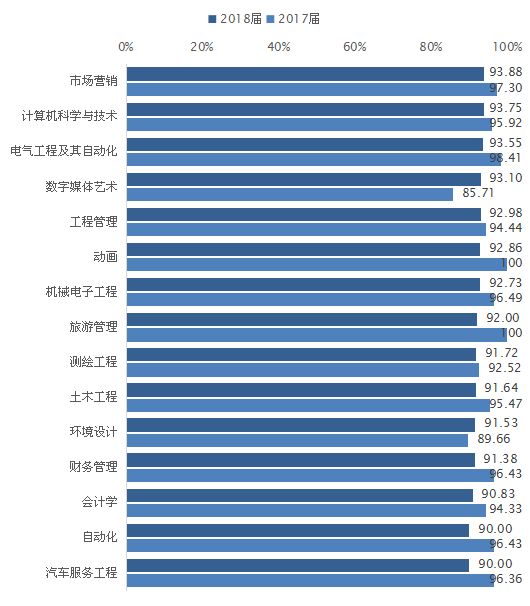 2018届 2017届
0% 20% 40% 60% 80% 100%
市场营销 93.88
97.30
计算机科学与技术 93.75
95.92
电气工程及其自动化 93.55
98.41
数字媒体艺术 93.10
85.71
工程管理 92.98
94.44
动画 92.86
100
机械电子工程 92.73
96.49
旅游管理 92.00
100
测绘工程 91.72
92.52
土木工程 91.64
95.47
环境设计 91.53
89.66
财务管理 91.38
96.43
会计学 90.83
94.33
自动化 90.00
96.43
汽车服务工程 90.00
96.36